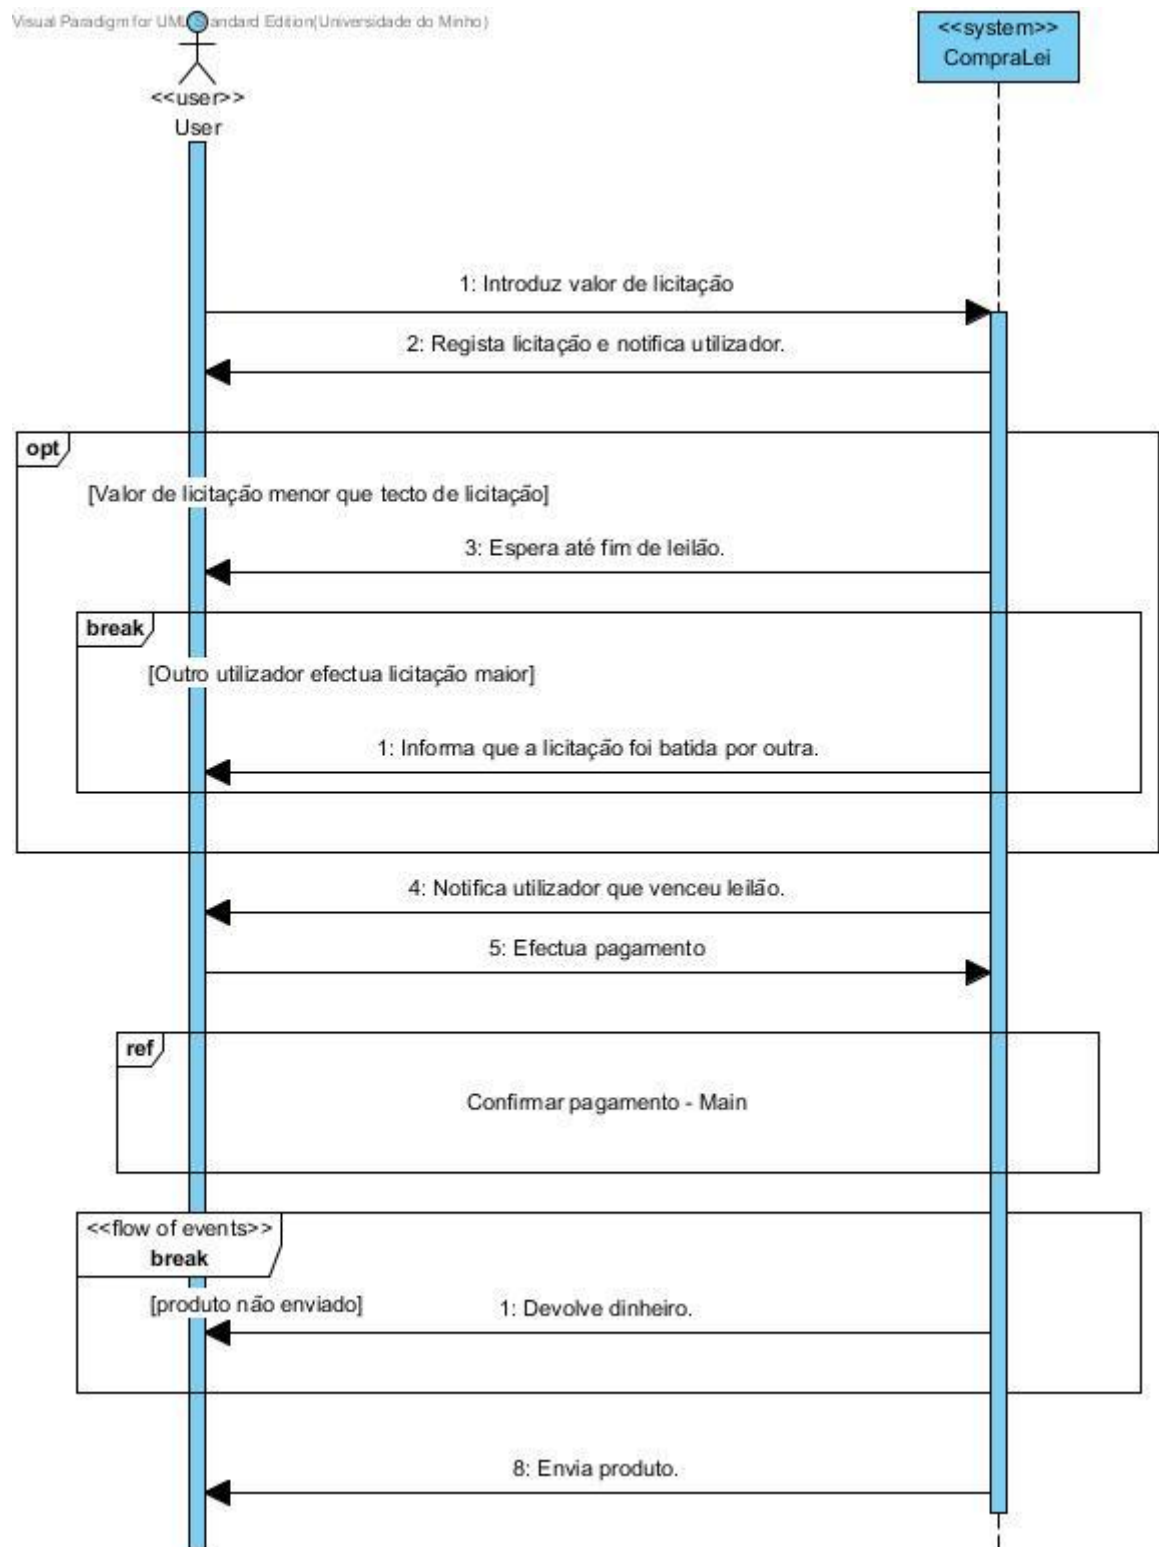 Visual Paradigm for UML Standard Edition(Universidade do Minho)
<<system>>
CompraLei
<<user>>
User
1: Introduz valor de licitação
2: Regista licitação e notifica utilizador.
opt
[Valor de licitação menor que tecto de licitação]
3: Espera até fim de leilão.
break
[Outro utilizador efectua licitação maior]
1: Informa que a licitação foi batida por outra.
4: Notifica utilizador que venceu leilão.
5: Efectua pagamento
ref
Confirmar pagamento - Main
<<flow of events>>
break
[produto não enviado]
1: Devolve dinheiro.
8: Envia produto.